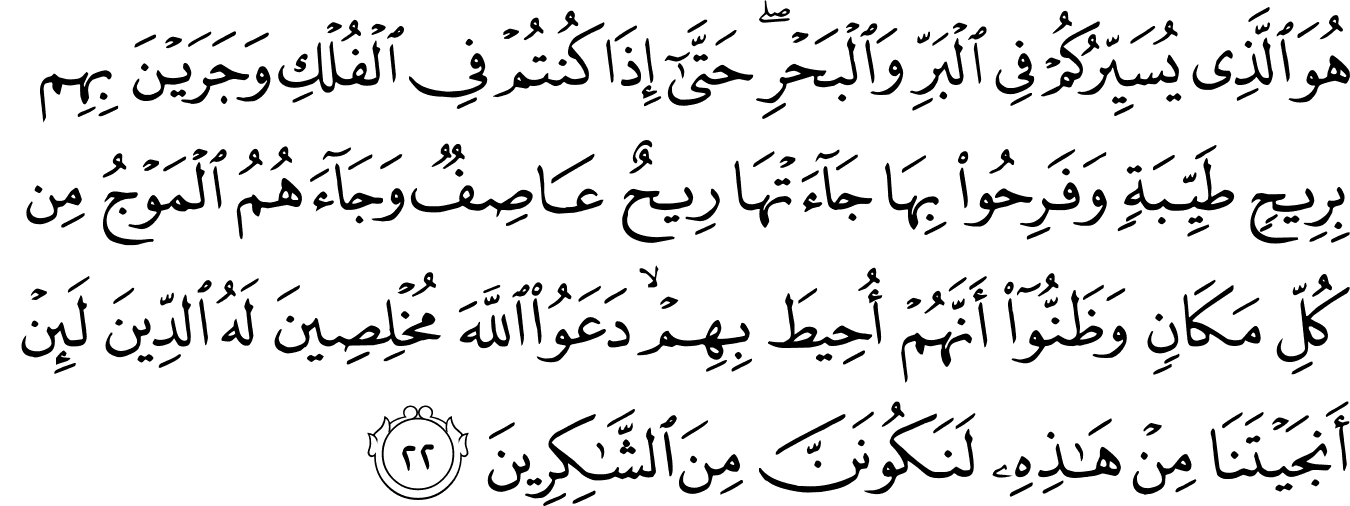 هُوَ ٱلَّذِى يُسَيِّرُكُمْ فِى ٱلْبَرِّ وَٱلْبَحْرِ ۖ حَتَّىٰٓ إِذَا كُنتُمْ فِى ٱلْفُلْكِ وَجَرَيْنَ بِهِم
بِرِيحٍ طَيِّبَةٍ وَفَرِحُوا۟ بِهَا جَآءَتْهَا رِيحٌ عَاصِفٌ وَجَآءَهُمُ ٱلْمَوْجُ مِن
كُلِّ مَكَانٍ وَظَنُّوٓا۟ أَنَّهُمْ أُحِيطَ بِهِمْ ۙ دَعَوُا۟ ٱللَّهَ مُخْلِصِينَ لَهُ ٱلدِّينَ لَئِنْ
أَنجَيْتَنَا مِنْ هَـٰذِهِۦ لَنَكُونَنَّ مِنَ ٱلشَّـٰكِرِينَ ٢٢